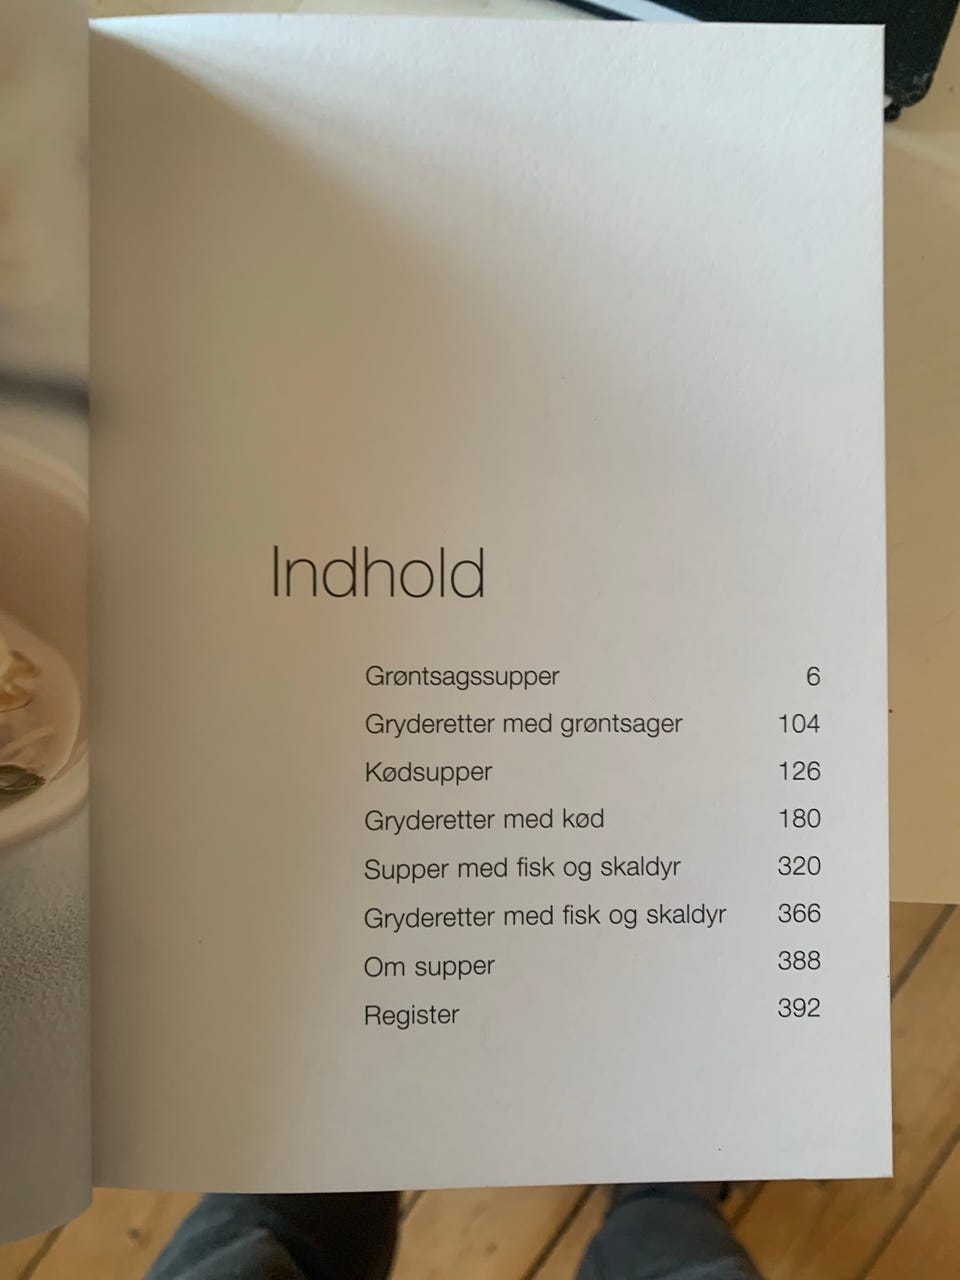 Indhold
Grøntsagssupper 6
Gryderetter med grøntsager 104
Kødsupper 126
Gryderetter med kød 180
Supper med fisk og skaldyr 320
Gryderetter med fisk og skaldyr 366
Om supper 388
Register 392